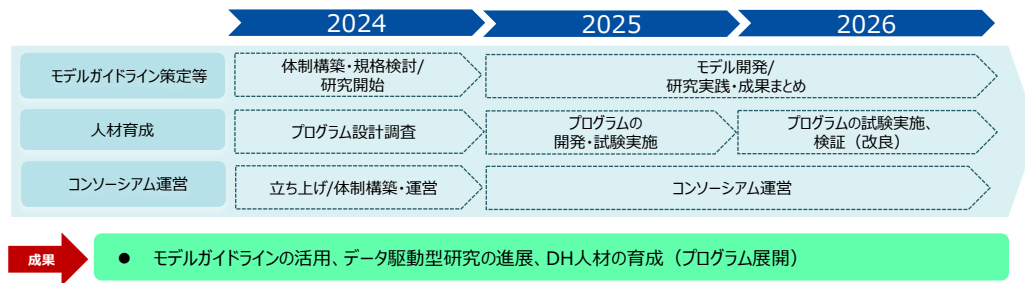 2024
2025
2026
モデルガイドライン策定等
体制構築・規格検討/
研究開始
モデル開発/
研究実践・成果まとめ
人材育成
プログラム設計調査
プログラムの
開発・試験実施
プログラムの試験実施、
検証（改良）
コンソーシアム運営
立ち上げ/体制構築・運営
コンソーシアム運営
成果
● モデルガイドラインの活用、データ駆動型研究の進展、DH人材の育成（プログラム展開）